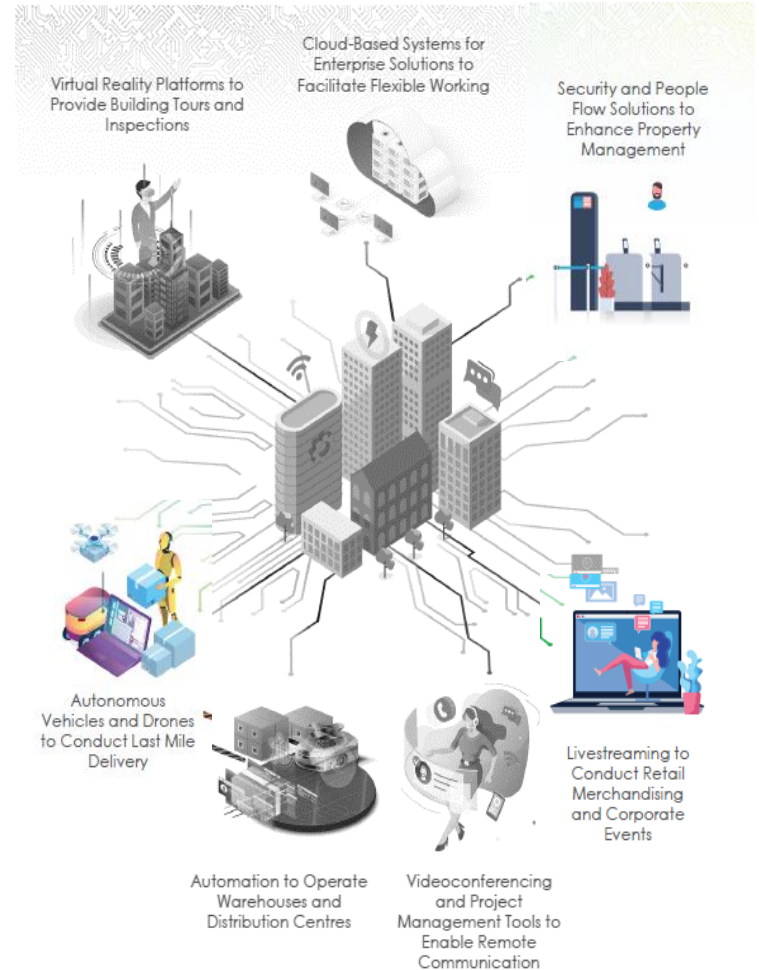 Cloud-Based Systems for
Enterprise Solutions to
Facilitate Flexible Working
Virtual Reality Platforms to
Provide Building Tours and
Inspections
Security and People
Flow Solutions to
Enhance Property
Management
Autonomous
Vehicles and Drones
to Conduct Last Mile
Delivery
Livestreaming to
Conduct Retail
Merchandising
and Corporate
Events
Automation to Operate
Warehouses and
Distribution Centres
Videoconferencing
and Project
Management Tools to
Enable Remote
Communication